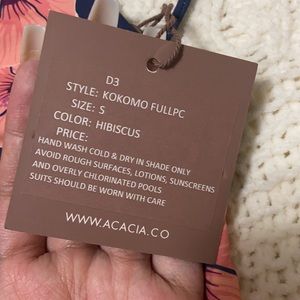 D3
STYLE: KOKOMO FULLPC
SIZE: S
COLOR: HIBISCUS
PRICE:
HAND WASH COLD & DRY IN SHADE ONLY
AVOID ROUGH SURFACES, LOTIONS, SUNSCREENS
AND OVERLY CHLORINATED POOLS
SUITS SHOULD BE WORN WITH CARE
WWW.ACACIA.CO